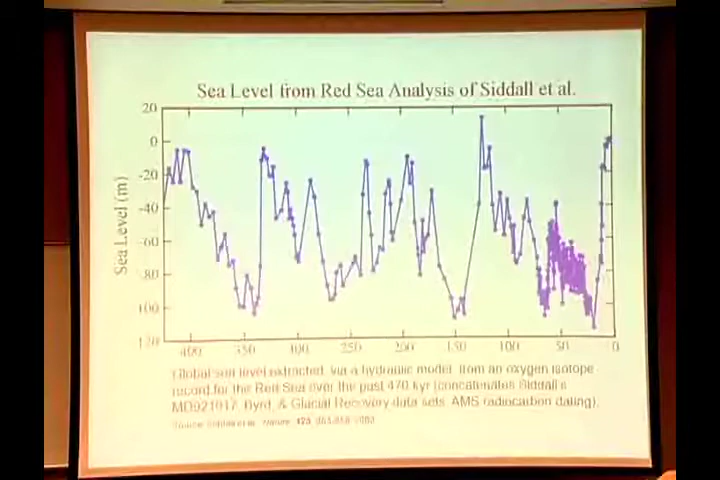 Sea Level from Red Sea Analysis of Siddall et al.
20
0
-20
-40
-60
-80
100
120
Sea Level (m)
400 350 300 250 200 150 100 50 0
Global sea level extracted, via a hydraulic model, from an oxygen isotope
record for the Red Sea over the past 470 kyr (concatenates Siddall's
MD921017, Byrd, & Glacial Recovery data sets. AMS radiocarbon dating).
Nature